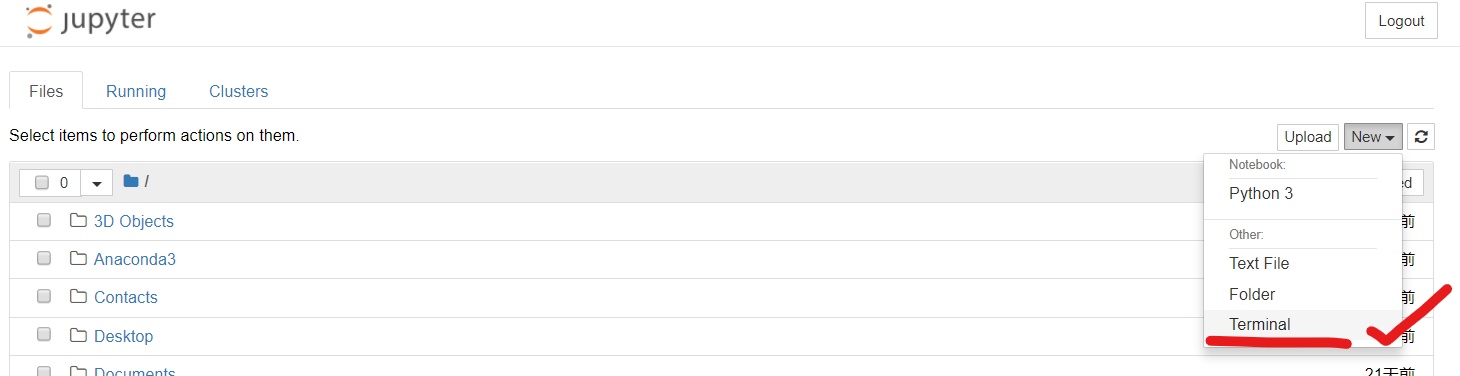 jupyter
Logout
Files Running Clusters
Select items to perform actions on them.
Upload New
Notebook:
Python 3
Other:
Text File
Folder
Terminal
0 /
3D Objects 前
Anaconda3 前
Contacts 前
Desktop 前
Documents 21天前